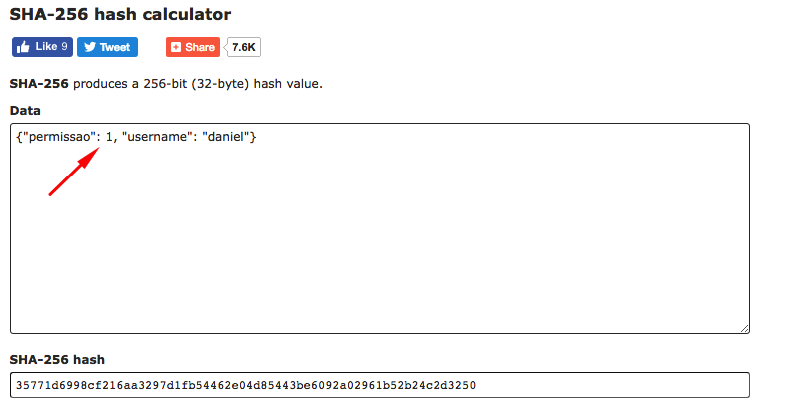 SHA-256 hash calculator
Like 9 Tweet Share 7.6K
SHA-256 produces a 256-bit (32-byte) hash value.
Data
{"permissao": 1, "username": "daniel"}
SHA-256 hash
35771d6998cf216aa3297d1fb54462e04d85443be6092a02961b52b24c2d3250